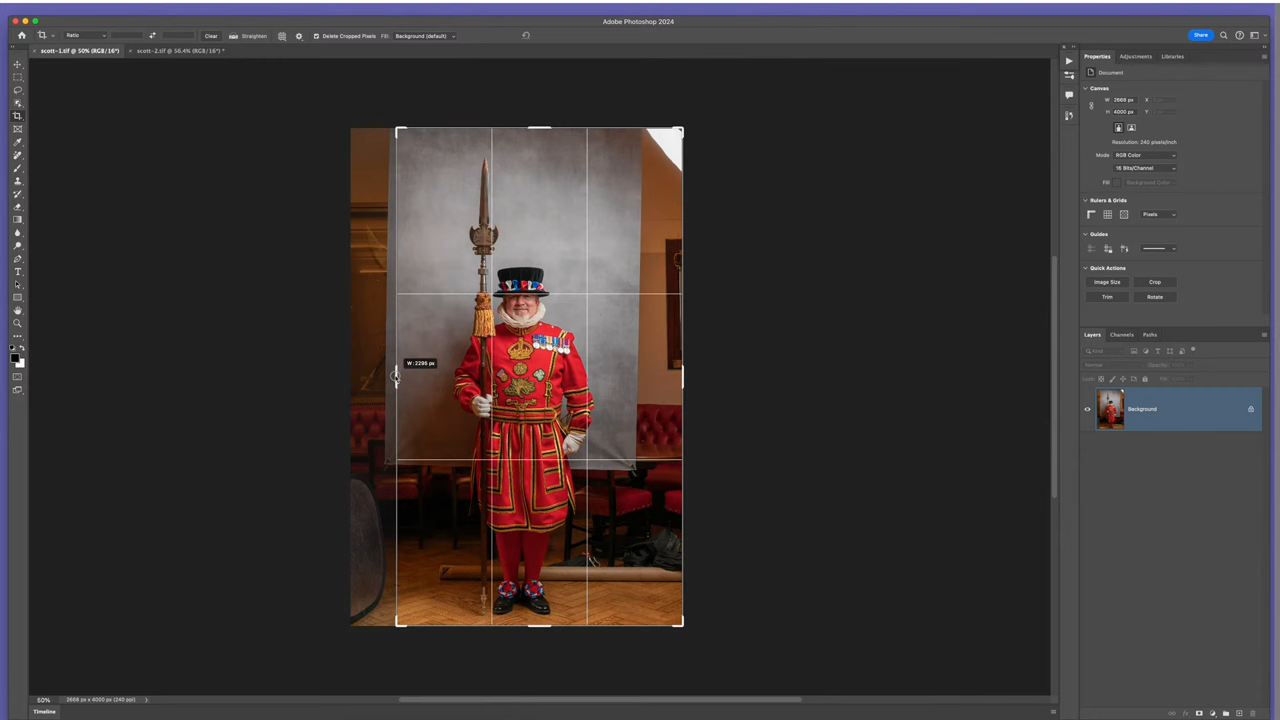 Adobe Photoshop 2024
Ratio
Clear
Straighten
Delete Cropped Pixels
Fill:
Background (default)
Share
scott-1.tif @ 50% (RGB/16*)
scott-2.tif @ 56.4% (RGB/16*) *
Properties
Adjustments
Libraries
Document
Canvas
W
2668 px
X
H
4000 px
Y
Resolution: 240 pixels/inch
Mode
RGB Color
16 Bits/Channel
Fill
Background Color
Rulers & Grids
Pixels
Guides
Quick Actions
Image Size
Crop
Trim
Rotate
Layers
Channels
Paths
Kind
Normal
Opacity:
Lock:
Fill:
Background
W: 2296 px
50%
2668 px x 4000 px (240 ppi)
Timeline